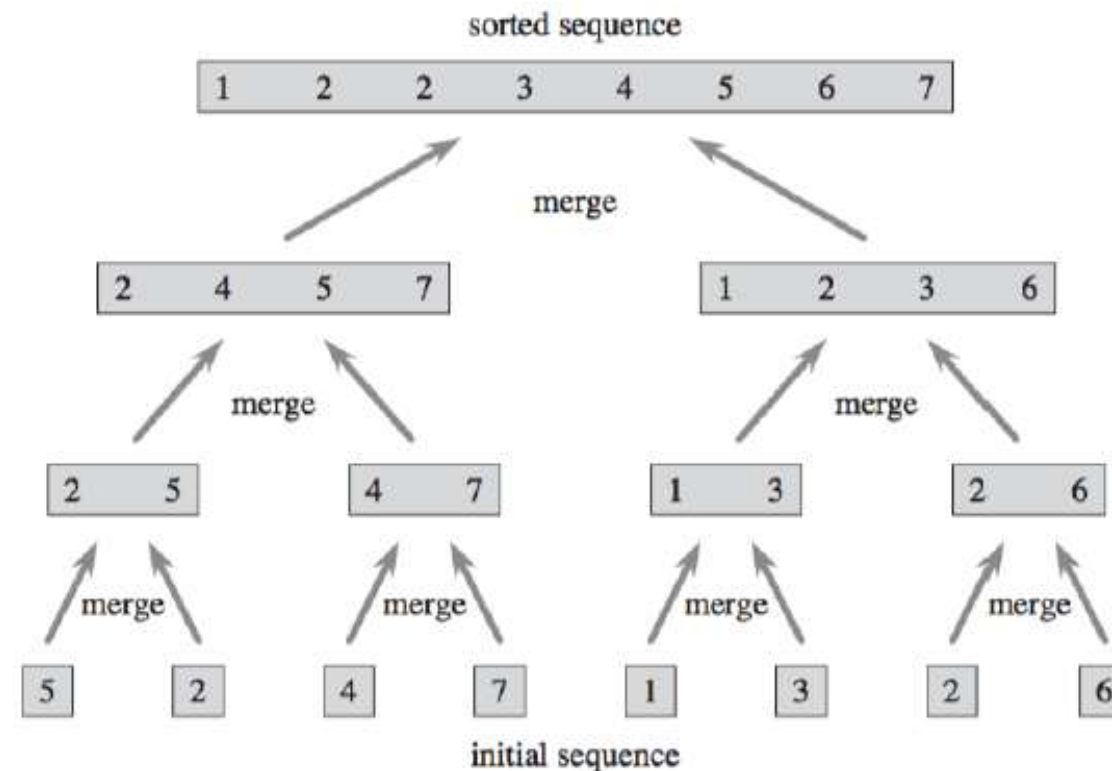 sorted sequence
1 2 2 3 4 5 6 7
merge
2 4 5 7 1 2 3 6
merge merge
2 5 4 7 1 3 2 6
merge merge merge merge
5 2 4 7 1 3 2 6
initial sequence